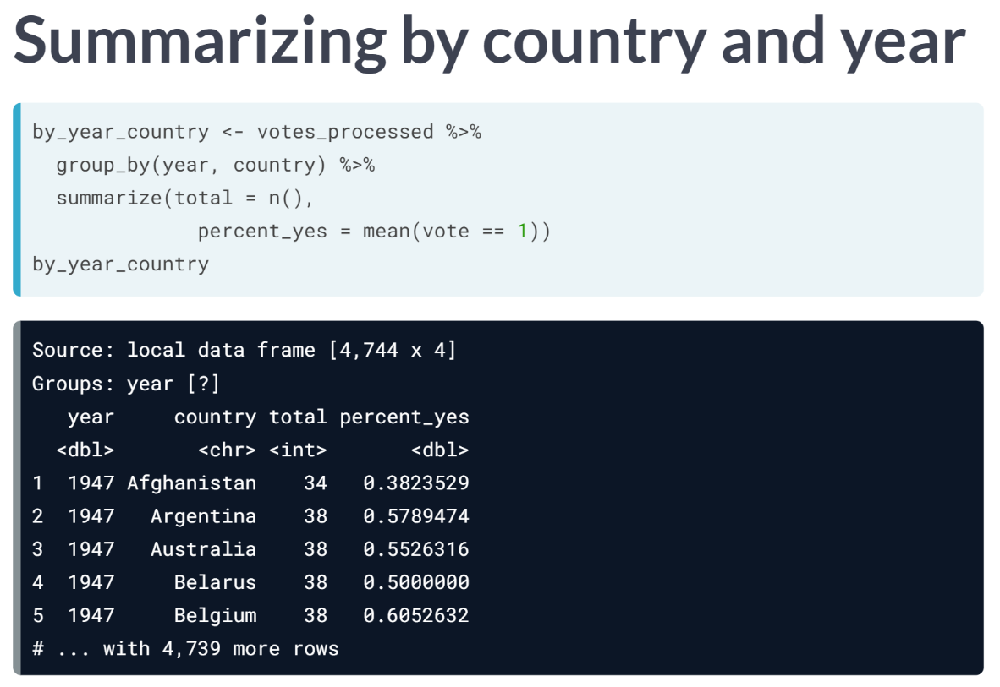 Summarizing by country and year
by_year_country <- votes_processed %>%
  group_by(year, country) %>%
  summarize(total = n(),
              percent_yes = mean(vote == 1))
by_year_country
Source: local data frame [4,744 x 4]
Groups: year [?]
   year     country total percent_yes
  <dbl>       <chr> <int>       <dbl>
1  1947 Afghanistan    34   0.3823529
2  1947   Argentina    38   0.5789474
3  1947   Australia    38   0.5526316
4  1947     Belarus    38   0.5000000
5  1947     Belgium    38   0.6052632
# ... with 4,739 more rows